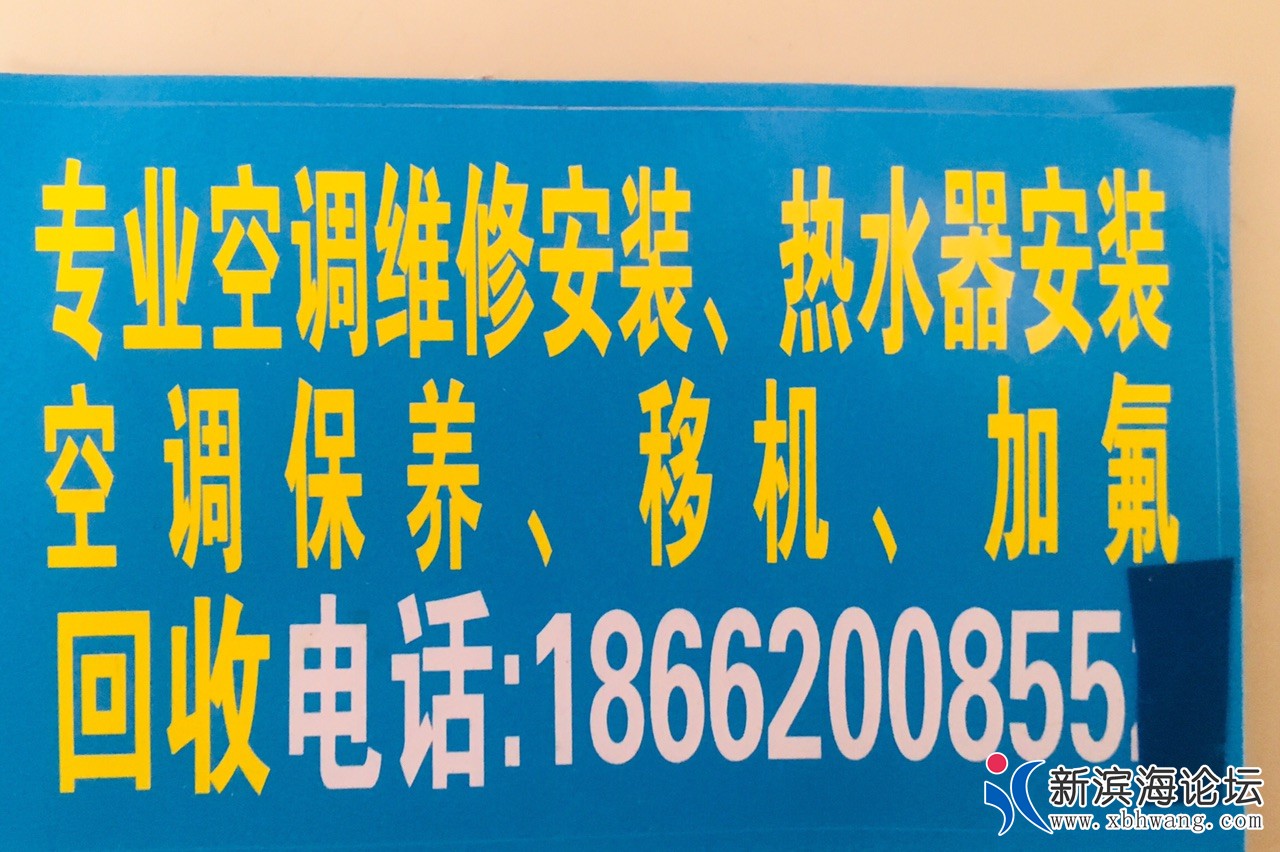 专业空调维修安装、热水器安装
空调保养、移机、加氟
回收电话:1866200855
新滨海论坛
www.xbhwang.com